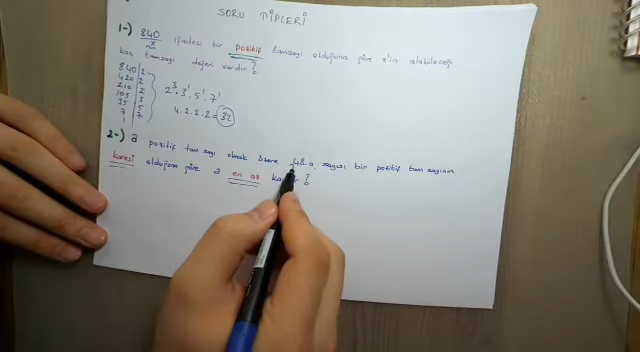 SORU TİPLERİ
1-) 840/x ifadesi bir pozitif tamsayı olduğuna göre x'in alabileceği
kaç tamsayı değeri vardır?
840 | 2
420 | 2
210 | 2
105 | 3
35 | 5
7 | 7
1
2³.3¹.5¹.7¹
4.2.2.2=32
2-) a pozitif tam sayı olmak üzere 48.a sayısı bir pozitif tam sayının
karesi olduğuna göre a en az
?